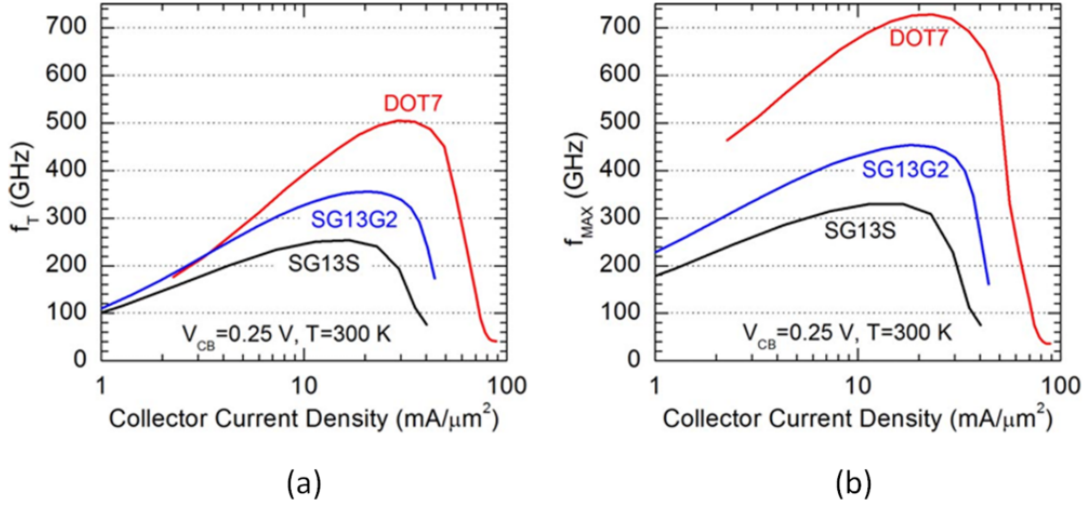 700
600
500
400
300
200
100
0
f_T (GHz)
DOT7
SG13G2
SG13S
V_CB=0.25 V, T=300 K
1
10
100
Collector Current Density (mA/μm²)
(a)
700
600
500
400
300
200
100
0
f_MAX (GHz)
DOT7
SG13G2
SG13S
V_CB=0.25 V, T=300 K
1
10
100
Collector Current Density (mA/μm²)
(b)